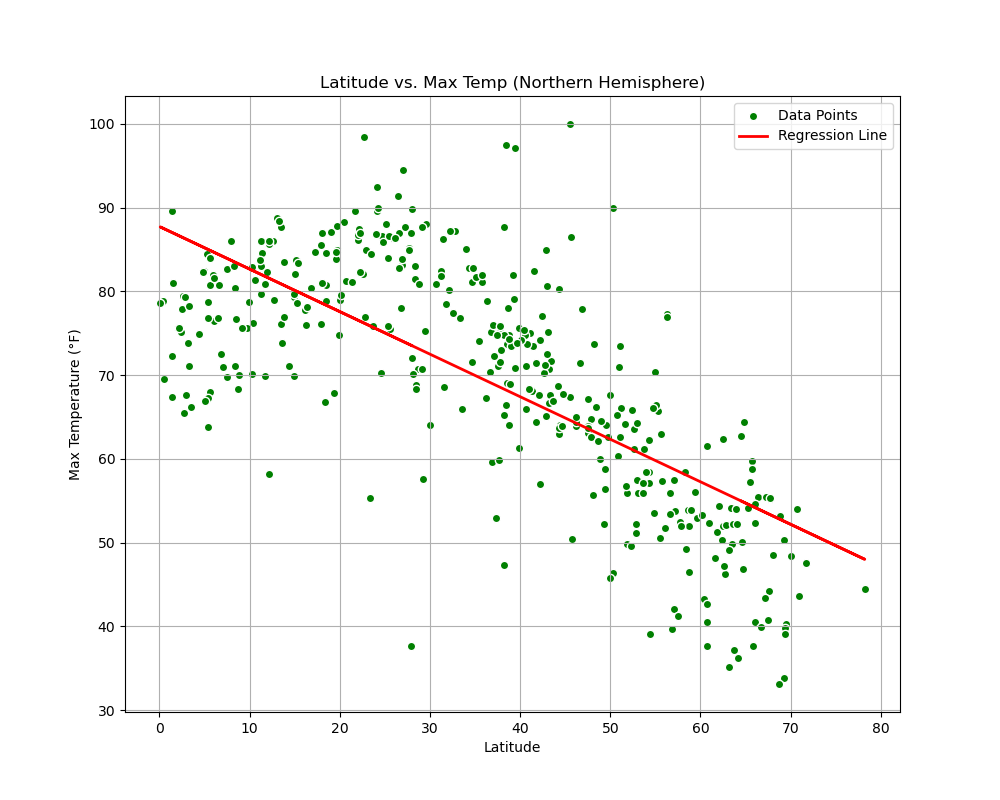 Latitude vs. Max Temp (Northern Hemisphere)
Data Points
Regression Line
100
90
80
70
60
50
40
30
Max Temperature (°F)
0 10 20 30 40 50 60 70 80
Latitude